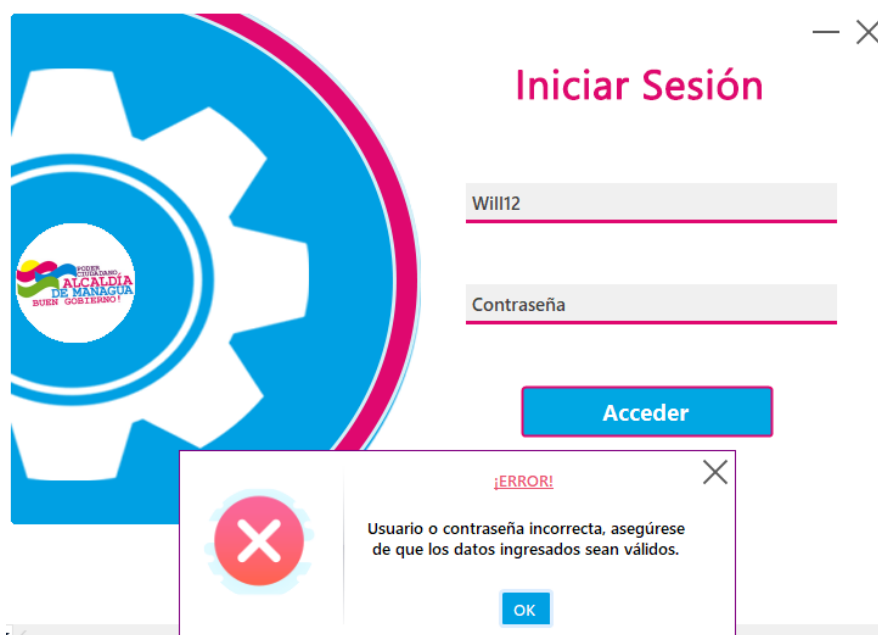 Iniciar Sesión
Will12
PODER
CIUDADANO,
ALCALDÍA
DE MANAGUA
BUEN GOBIERNO!
Contraseña
Acceder
¡ERROR!
Usuario o contraseña incorrecta, asegúrese
de que los datos ingresados sean válidos.
OK